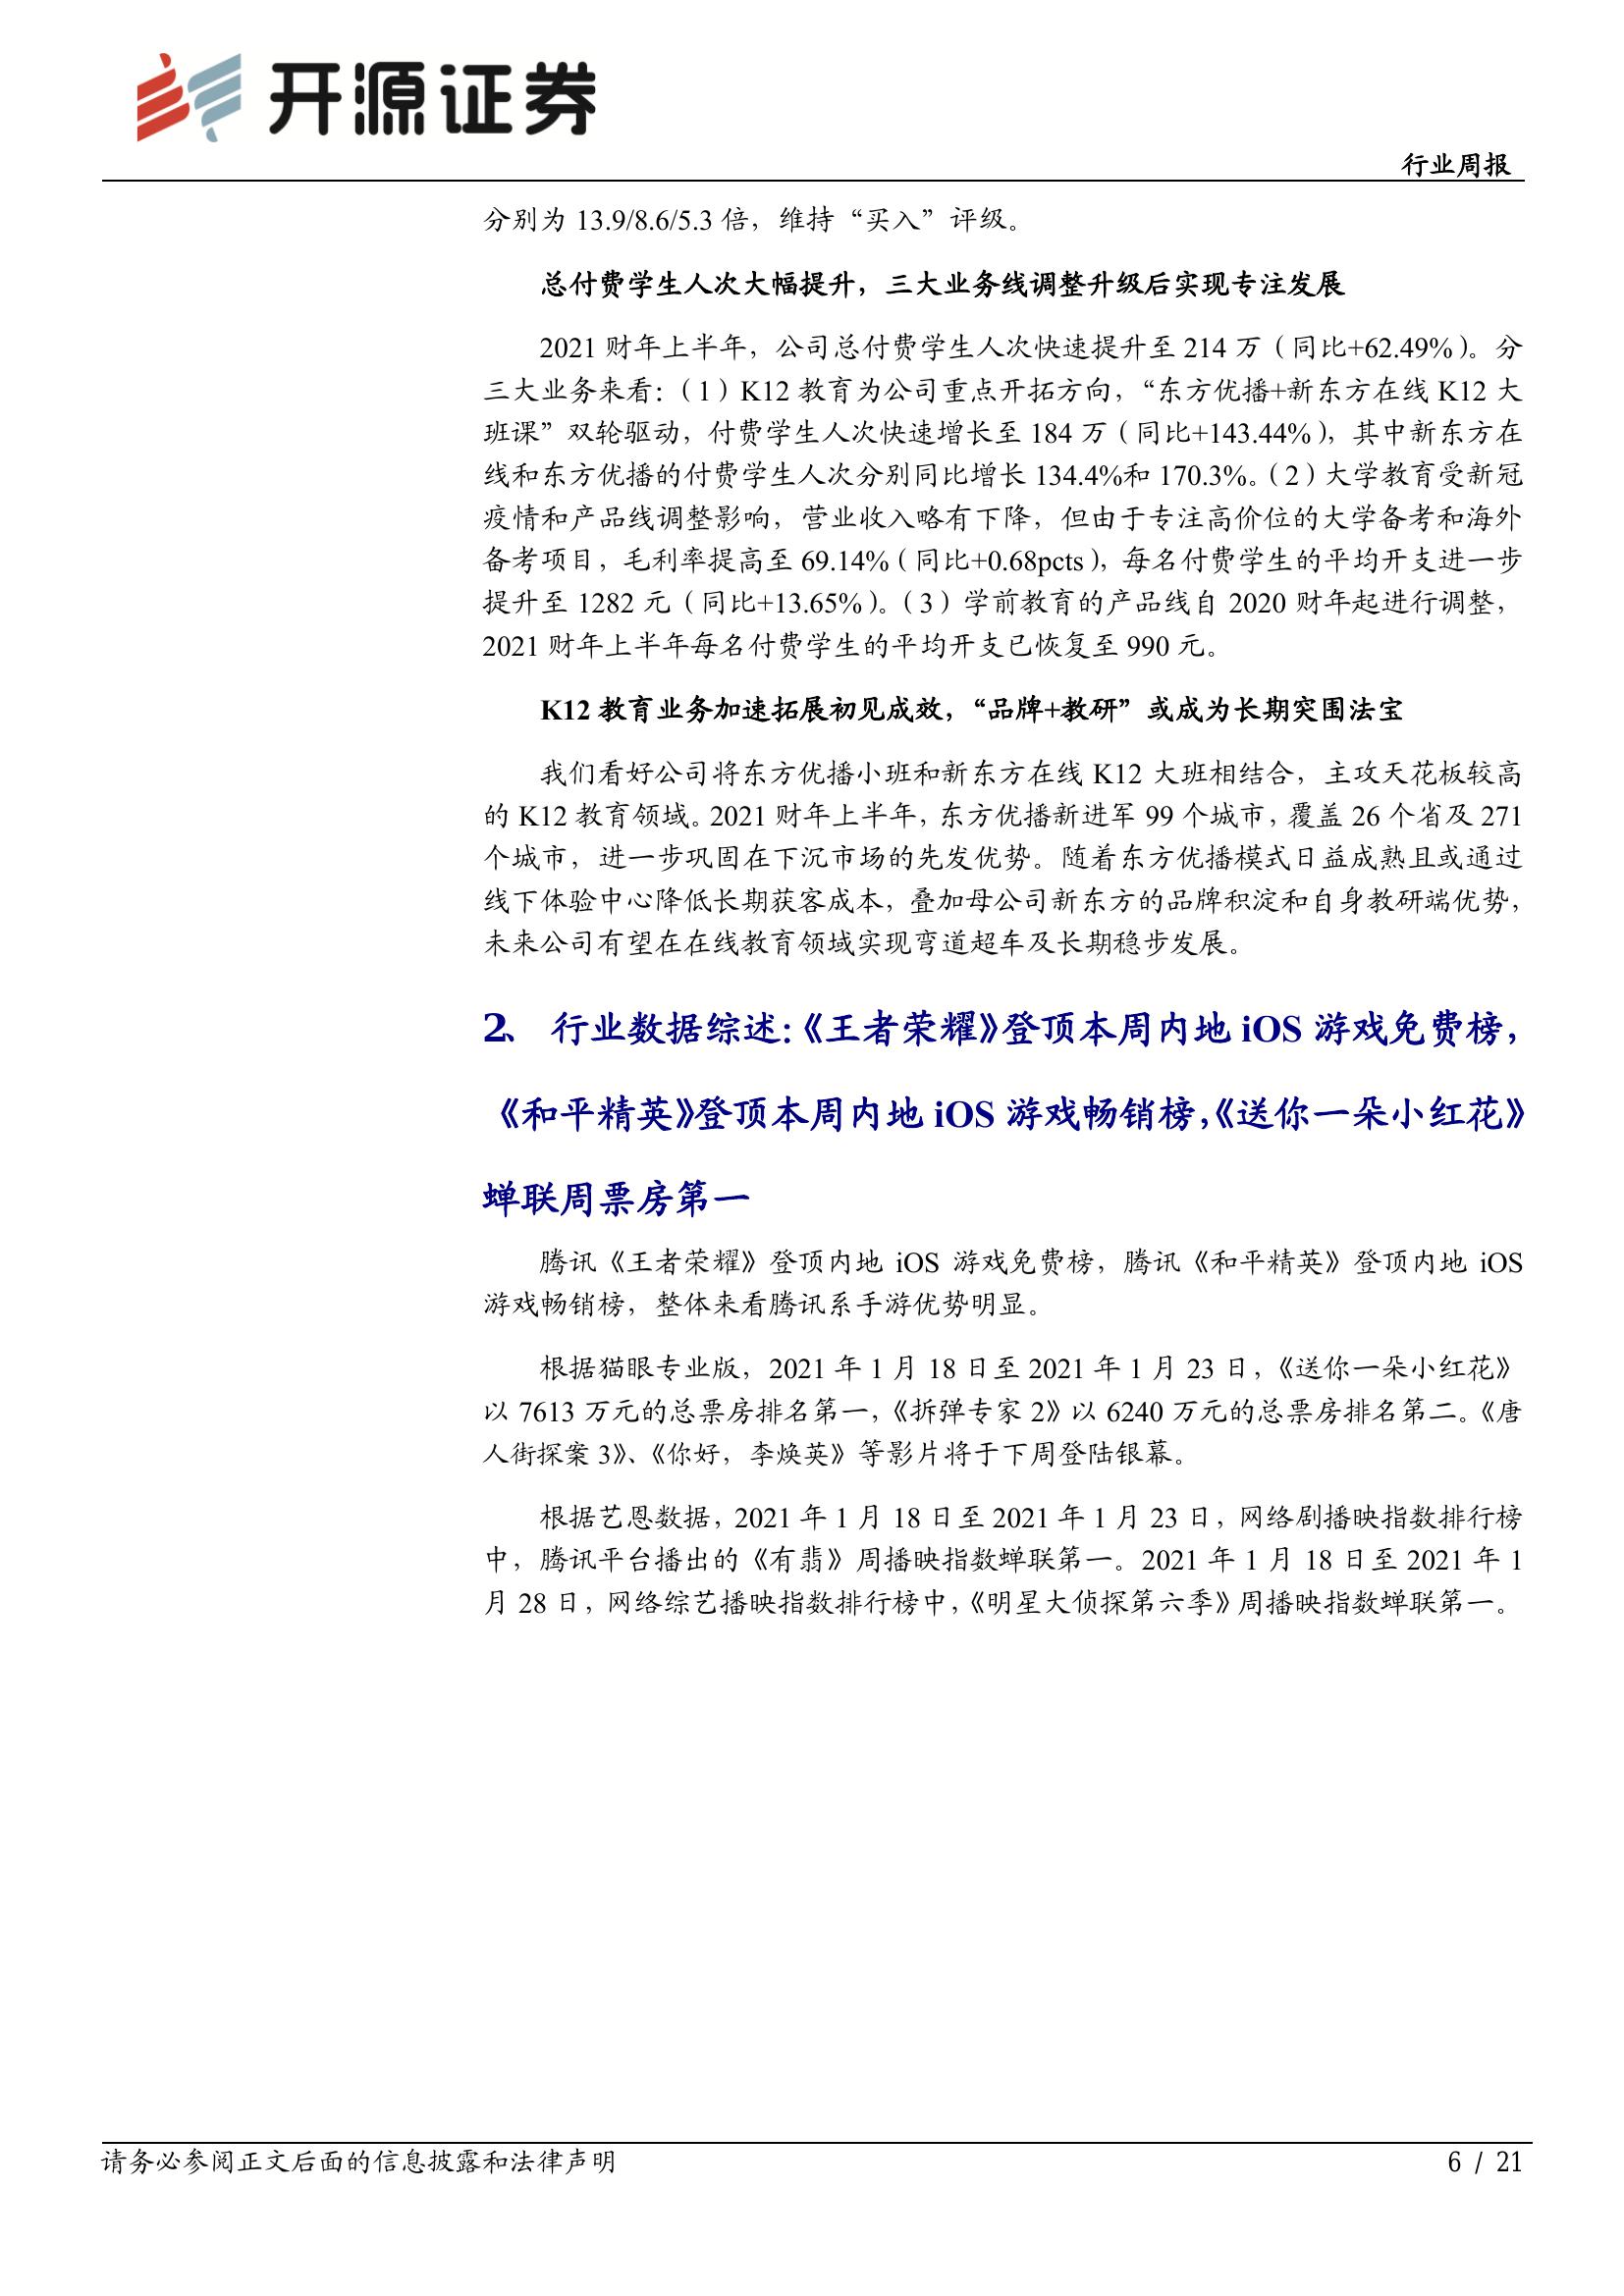 开源证券
行业周报
分别为 13.9/8.6/5.3 倍，维持“买入”评级。
总付费学生人次大幅提升，三大业务线调整升级后实现专注发展
2021 财年上半年，公司总付费学生人次快速提升至 214 万（同比+62.49%）。分
三大业务来看：（1）K12 教育为公司重点开拓方向，“东方优播+新东方在线 K12 大
班课”双轮驱动，付费学生人次快速增长至 184 万（同比+143.44%），其中新东方在
线和东方优播的付费学生人次分别同比增长 134.4%和 170.3%。（2）大学教育受新冠
疫情和产品线调整影响，营业收入略有下降，但由于专注高价位的大学备考和海外
备考项目，毛利率提高至 69.14%（同比+0.68pcts），每名付费学生的平均开支进一步
提升至 1282 元（同比+13.65%）。（3）学前教育的产品线自 2020 财年起进行调整，
2021 财年上半年每名付费学生的平均开支已恢复至 990 元。
K12 教育业务加速拓展初见成效，“品牌+教研”或成为长期突围法宝
我们看好公司将东方优播小班和新东方在线 K12 大班相结合，主攻天花板较高
的 K12 教育领域。2021 财年上半年，东方优播新进军 99 个城市，覆盖 26 个省及 271
个城市，进一步巩固在下沉市场的先发优势。随着东方优播模式日益成熟且或通过
线下体验中心降低长期获客成本，叠加母公司新东方的品牌积淀和自身教研端优势，
未来公司有望在在线教育领域实现弯道超车及长期稳步发展。
2、 行业数据综述：《王者荣耀》登顶本周内地 iOS 游戏免费榜，
《和平精英》登顶本周内地 iOS 游戏畅销榜，《送你一朵小红花》
蝉联周票房第一
腾讯《王者荣耀》登顶内地 iOS 游戏免费榜，腾讯《和平精英》登顶内地 iOS
游戏畅销榜，整体来看腾讯系手游优势明显。
根据猫眼专业版，2021 年 1 月 18 日至 2021 年 1 月 23 日，《送你一朵小红花》
以 7613 万元的总票房排名第一，《拆弹专家 2》以 6240 万元的总票房排名第二。《唐
人街探案 3》、《你好，李焕英》等影片将于下周登陆银幕。
根据艺恩数据，2021 年 1 月 18 日至 2021 年 1 月 23 日，网络剧播映指数排行榜
中，腾讯平台播出的《有翡》周播映指数蝉联第一。2021 年 1 月 18 日至 2021 年 1
月 28 日，网络综艺播映指数排行榜中，《明星大侦探第六季》周播映指数蝉联第一。
请务必参阅正文后面的信息披露和法律声明
6 / 21